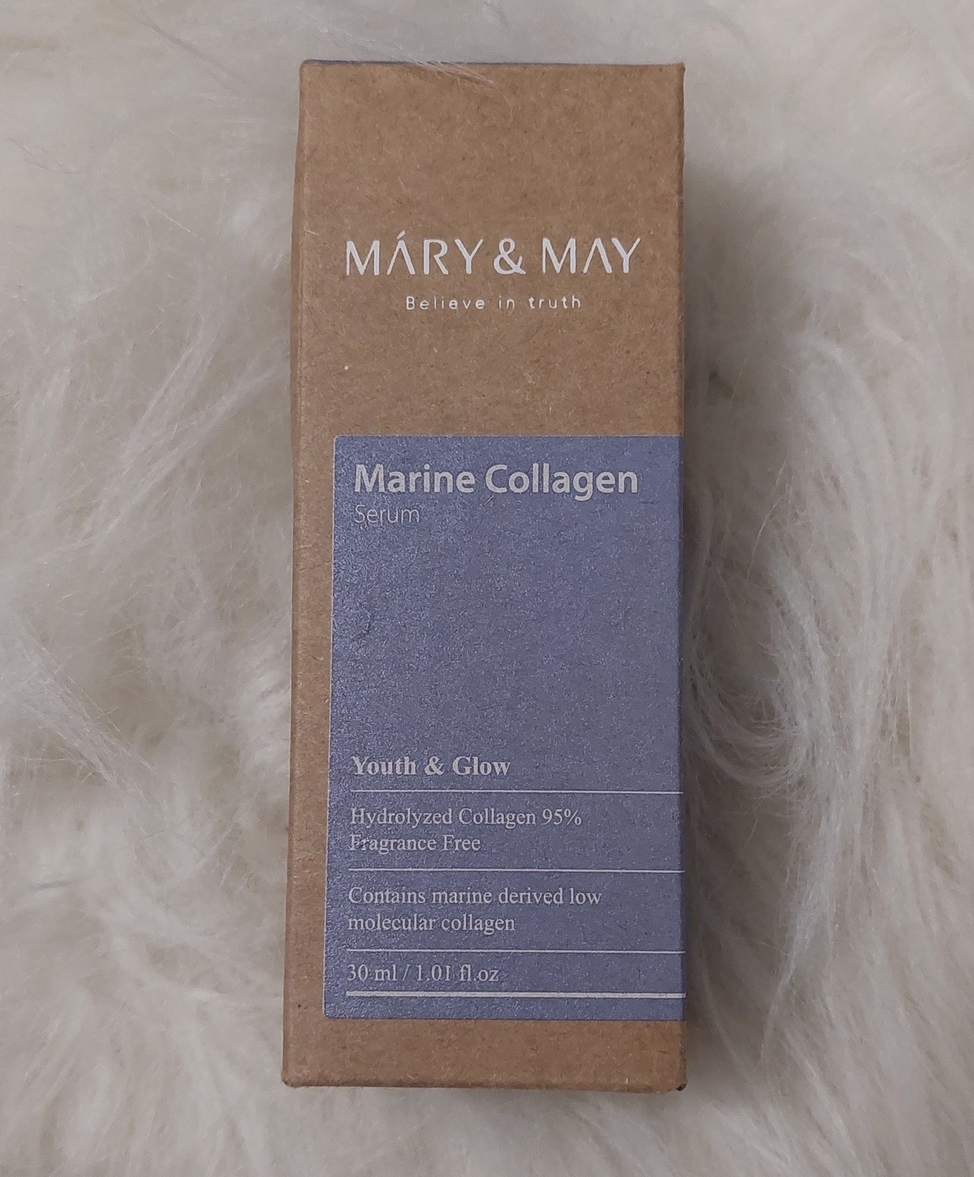 MÁRY & MAY
Believe in truth
Marine Collagen
Serum
Youth & Glow
Hydrolyzed Collagen 95%
Fragrance Free
Contains marine derived low
molecular collagen
30 ml / 1.01 fl.oz